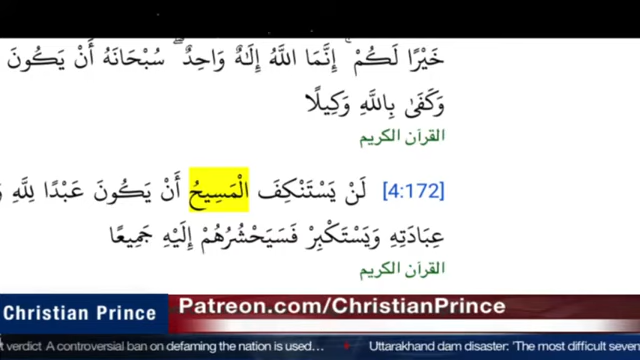 خَيْرًا لَكُمْ ۚ إِنَّمَا اللَّهُ إِلَٰهٌ وَاحِدٌ ۖ سُبْحَانَهُ أَنْ يَكُونَ
وَكَفَىٰ بِاللَّهِ وَكِيلًا
القرآن الكريم
[4:172] لَنْ يَسْتَنْكِفَ الْمَسِيحُ أَنْ يَكُونَ عَبْدًا لِلَّهِ
عِبَادَتِهِ وَيَسْتَكْبِرْ فَسَيَحْشُرُهُمْ إِلَيْهِ جَمِيعًا
القرآن الكريم
Christian Prince
Patreon.com/ChristianPrince
verdict A controversial ban on defaming the nation is used... Uttarakhand dam disaster: 'The most difficult